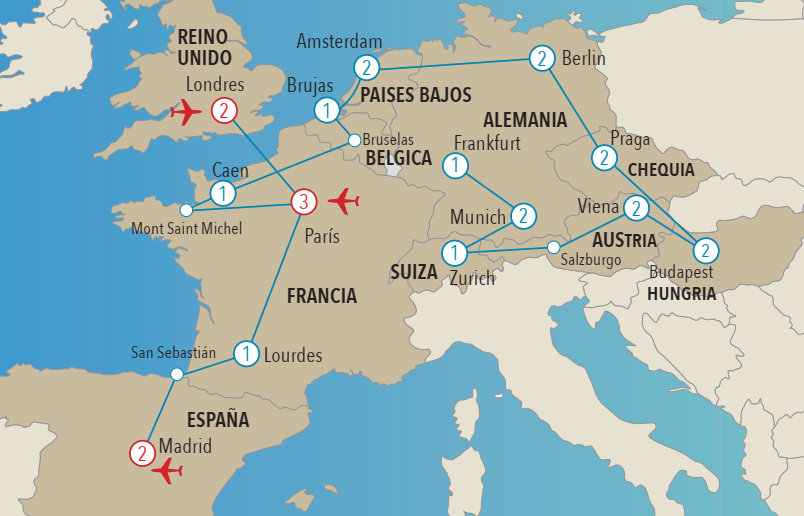 REINO
UNIDO
Londres
2
Amsterdam
2
Berlin
2
Brujas
1
PAISES BAJOS
ALEMANIA
Bruselas
BELGICA
Frankfurt
1
Praga
2
CHEQUIA
Caen
1
Mont Saint Michel
3
París
Munich
2
Viena
2
AUSTRIA
Salzburgo
1
Zurich
SUIZA
2
Budapest
HUNGRIA
FRANCIA
San Sebastián
1
Lourdes
ESPAÑA
2
Madrid